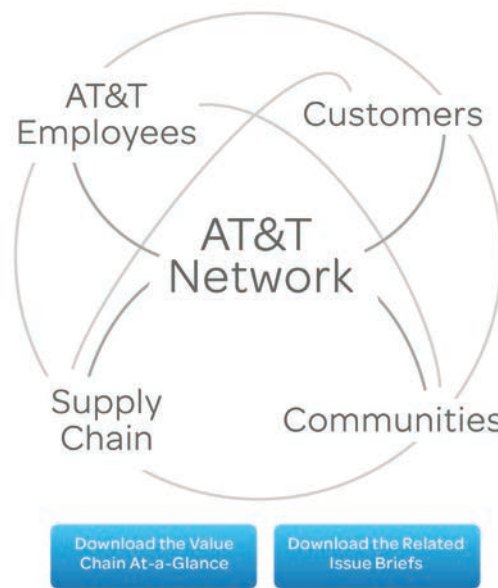 AT&T
Employees
Customers
AT&T
Network
Supply
Chain
Communities
Download the Value
Chain At-a-Glance
Download the Related
Issue Briefs